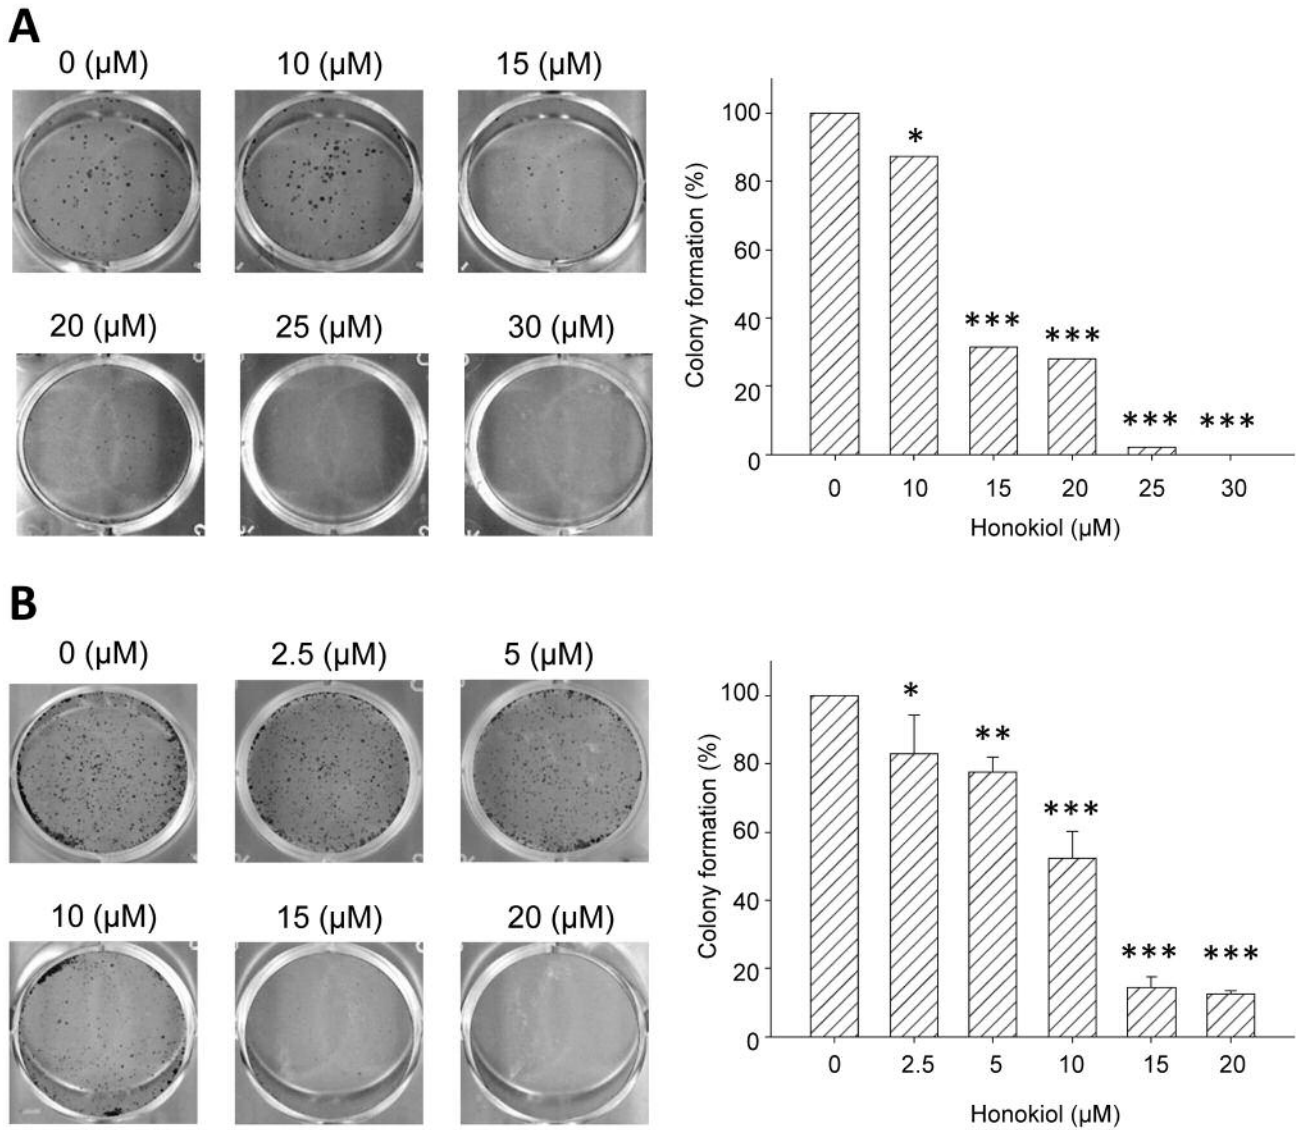 A
0 (µM) 10 (µM) 15 (µM)
20 (µM) 25 (µM) 30 (µM)
Colony formation (%)
100
80
60
40
20
0
*
***
***
***
***
0 10 15 20 25 30
Honokiol (µM)
B
0 (µM) 2.5 (µM) 5 (µM)
10 (µM) 15 (µM) 20 (µM)
Colony formation (%)
100
80
60
40
20
0
*
**
***
***
***
0 2.5 5 10 15 20
Honokiol (µM)